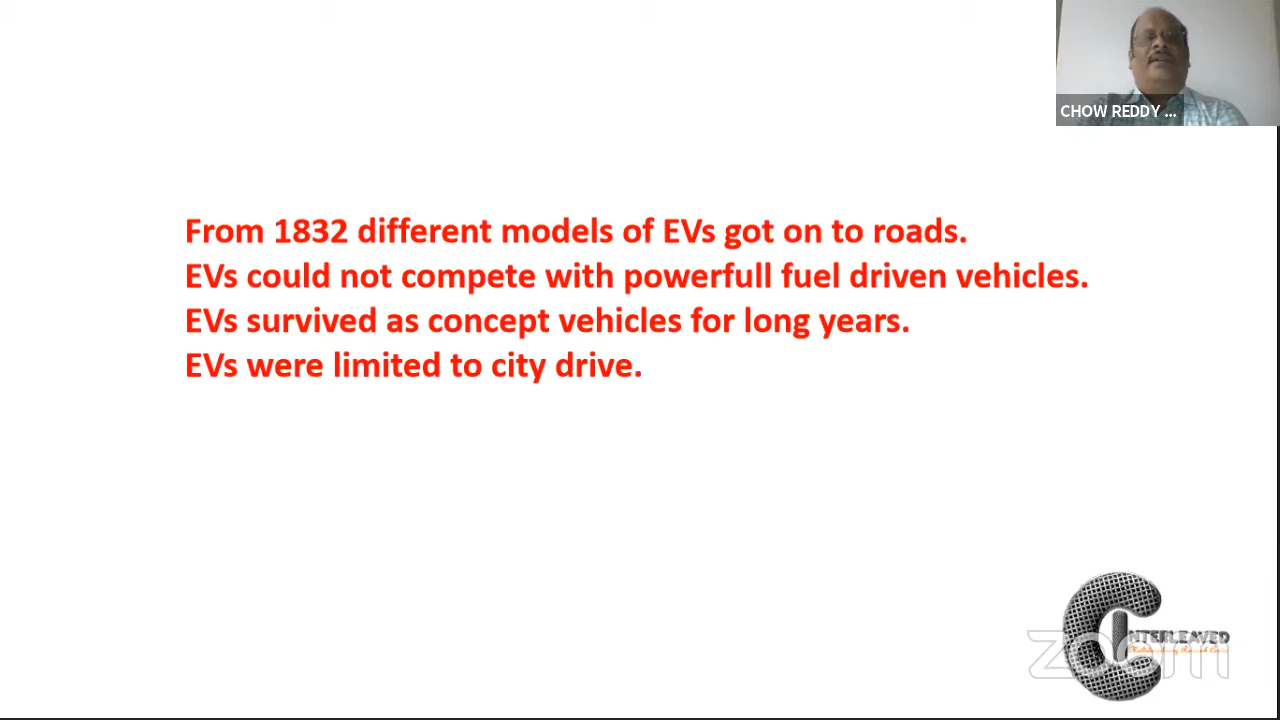 CHOW REDDY ...
From 1832 different models of EVs got on to roads.
EVs could not compete with powerfull fuel driven vehicles.
EVs survived as concept vehicles for long years.
EVs were limited to city drive.
INTERLEAVED
zoom